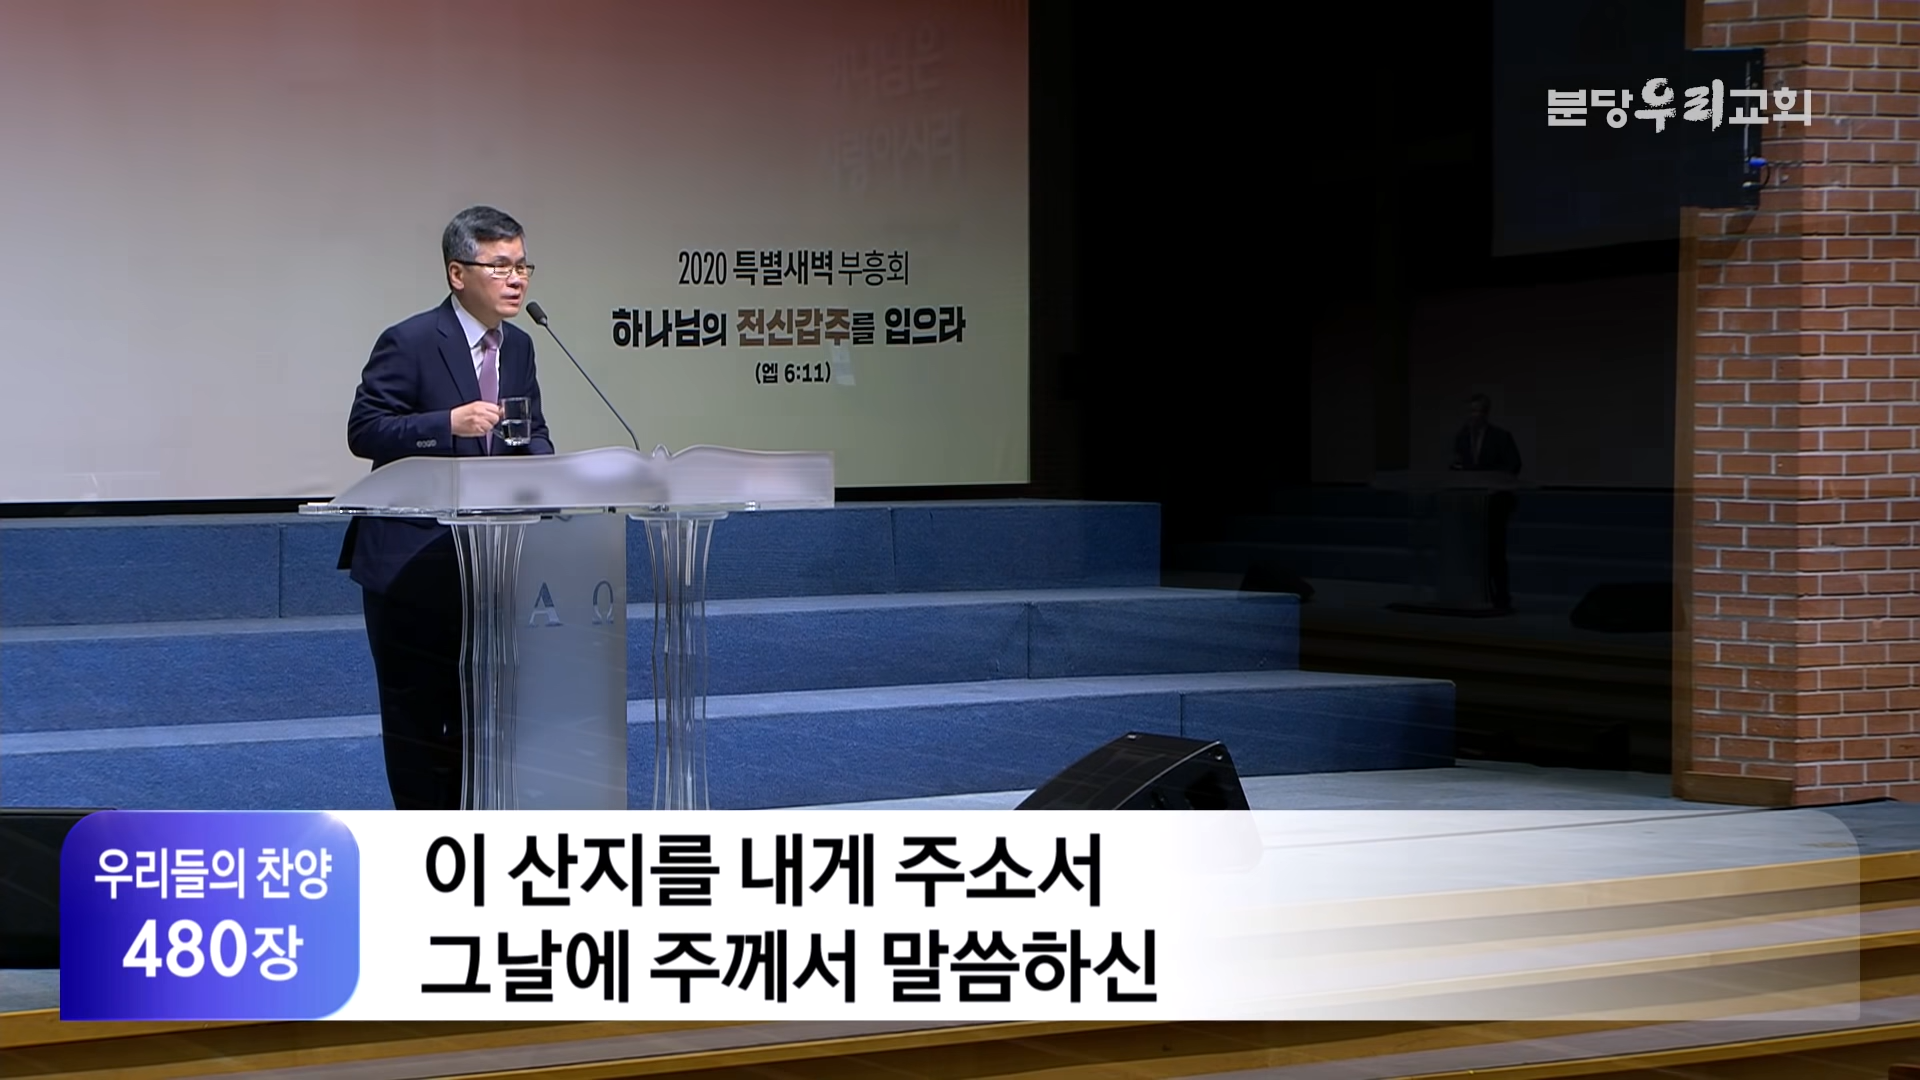 분당우리교회
2020 특별새벽 부흥회
하나님의 전신갑주를 입으라
(엡 6:11)
Α Ω
우리들의 찬양
480장
이 산지를 내게 주소서
그날에 주께서 말씀하신